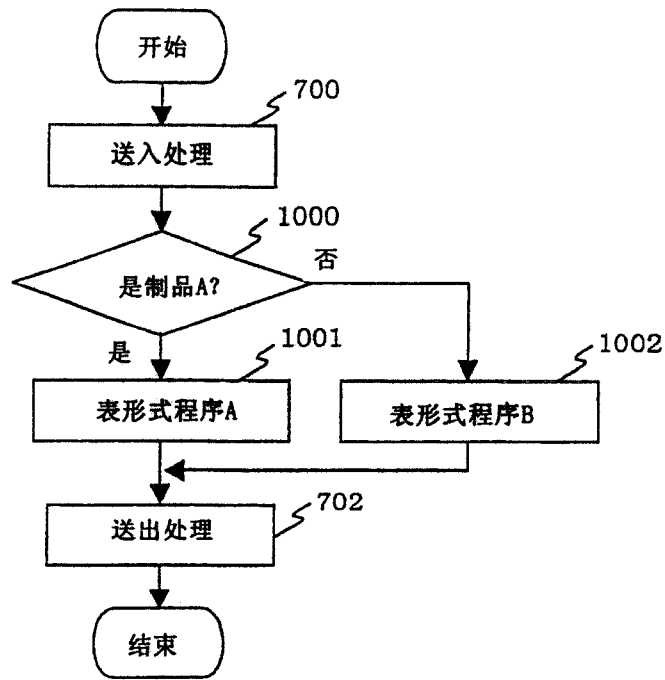 开始
700
送入处理
1000
是制品A?
否
是
1001
1002
表形式程序A
表形式程序B
702
送出处理
结束